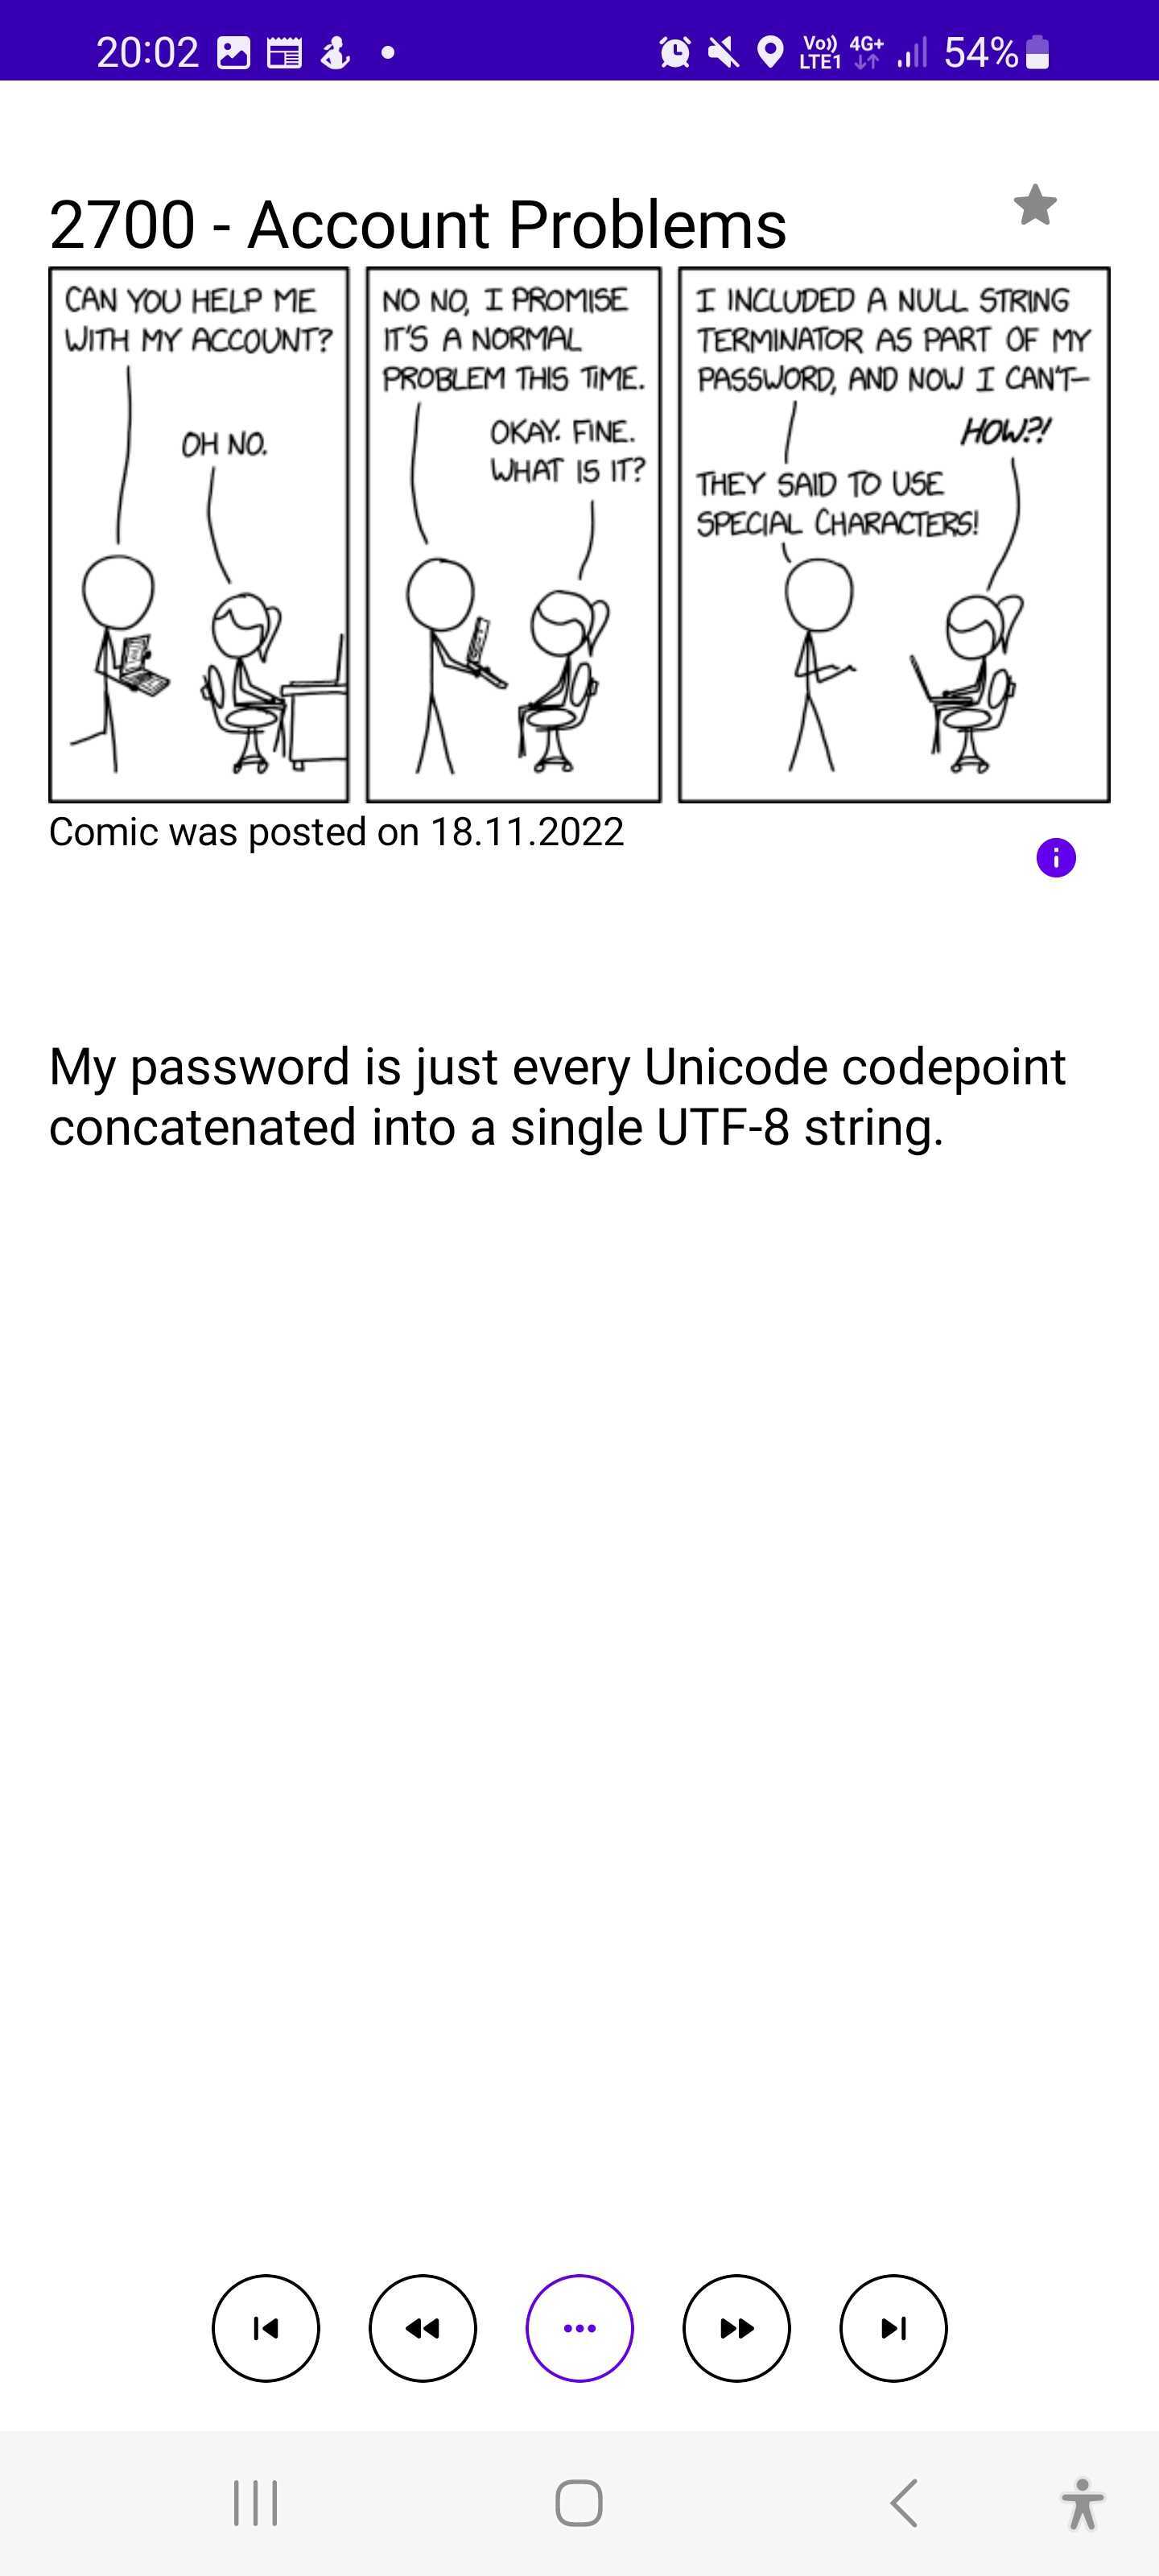 20:02
Vo)) 4G+ 54%
LTE1
2700 - Account Problems
CAN YOU HELP ME
WITH MY ACCOUNT?
OH NO.
NO NO, I PROMISE
IT'S A NORMAL
PROBLEM THIS TIME.
OKAY. FINE.
WHAT IS IT?
I INCLUDED A NULL STRING
TERMINATOR AS PART OF MY
PASSWORD, AND NOW I CAN'T—
HOW?!
THEY SAID TO USE
SPECIAL CHARACTERS!
Comic was posted on 18.11.2022
My password is just every Unicode codepoint
concatenated into a single UTF-8 string.